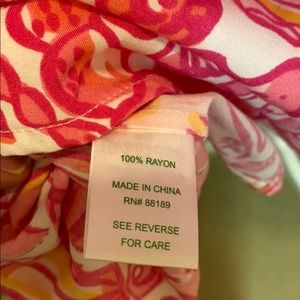 100% RAYON
MADE IN CHINA
RN# 88189
SEE REVERSE
FOR CARE